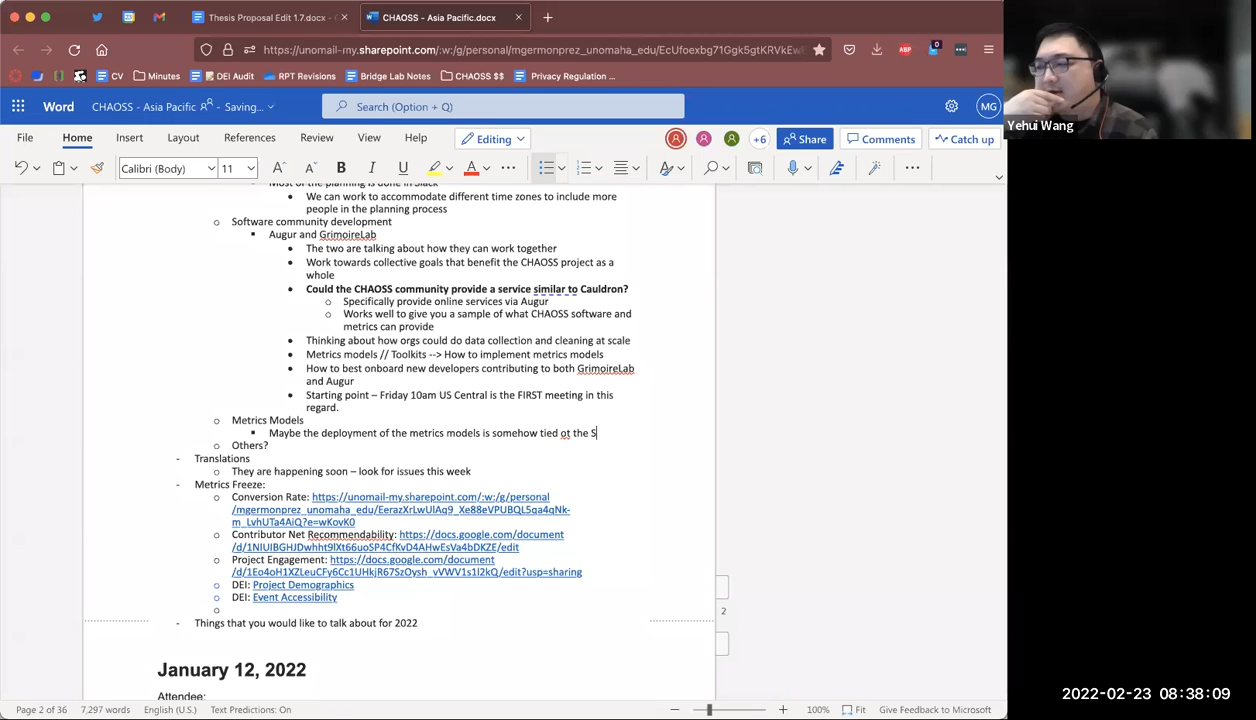 Thesis Proposal Edit 1.7.docx -
CHAOSS - Asia Pacific.docx
https://unomail-my.sharepoint.com/:w:/g/personal/mgermonprez_unomaha_edu/EcUfoexbg71Ggk5gtKRVkEw
CV Minutes DEI Audit RPT Revisions Bridge Lab Notes CHAOSS $$ Privacy Regulation ...
Word CHAOSS - Asia Pacific - Saving... Search (Option + Q) MG
File Home Insert Layout References Review View Help Editing +6 Share Comments Catch up
Calibri (Body) 11
Most of the planning is done in Slack
We can work to accommodate different time zones to include more
people in the planning process
Software community development
Augur and GrimoireLab
The two are talking about how they can work together
Work towards collective goals that benefit the CHAOSS project as a
whole
Could the CHAOSS community provide a service similar to Cauldron?
Specifically provide online services via Augur
Works well to give you a sample of what CHAOSS software and
metrics can provide
Thinking about how orgs could do data collection and cleaning at scale
Metrics models // Toolkits --> How to implement metrics models
How to best onboard new developers contributing to both GrimoireLab
and Augur
Starting point – Friday 10am US Central is the FIRST meeting in this
regard.
Metrics Models
Maybe the deployment of the metrics models is somehow tied ot the S
Others?
- Translations
They are happening soon – look for issues this week
- Metrics Freeze:
Conversion Rate: https://unomail-my.sharepoint.com/:w:/g/personal
/mgermonprez_unomaha_edu/EerazXrLwUlAq9_Xe88eVPUBQL5qa4qNk-
m_LvhUTa4AiQ?e=wKovK0
Contributor Net Recommendability: https://docs.google.com/document
/d/1NIUIBGHJDwhht9lXt66uoSP4CfKvD4AHwEsVa4bDKZE/edit
Project Engagement: https://docs.google.com/document
/d/1Eo4oH1XZLeuCFy6Cc1UHkjR67SzOysh_vVWV1s1l2kQ/edit?usp=sharing
DEI: Project Demographics
DEI: Event Accessibility
2
- Things that you would like to talk about for 2022
January 12, 2022
Attendee:
Page 2 of 36 7,297 words English (U.S.) Text Predictions: On 100% Fit Give Feedback to Microsoft
Yehui Wang
2022-02-23 08:38:09